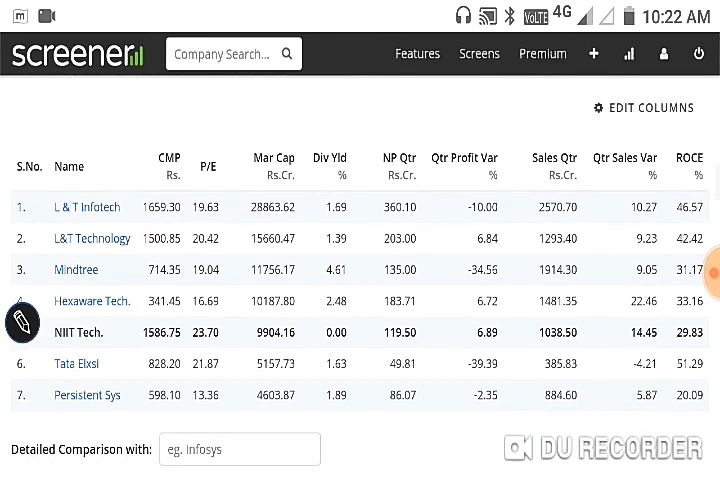 VoLTE 4G 10:22 AM
screener Company Search... Features Screens Premium
EDIT COLUMNS
S.No. Name CMP Rs. P/E Mar Cap Rs.Cr. Div Yld % NP Qtr Rs.Cr. Qtr Profit Var % Sales Qtr Rs.Cr. Qtr Sales Var % ROCE %
1. L & T Infotech 1659.30 19.63 28863.62 1.69 360.10 -10.00 2570.70 10.27 46.57
2. L&T Technology 1500.85 20.42 15660.47 1.39 203.00 6.84 1293.40 9.23 42.42
3. Mindtree 714.35 19.04 11756.17 4.61 135.00 -34.56 1914.30 9.05 31.17
4. Hexaware Tech. 341.45 16.69 10187.80 2.48 183.71 6.72 1481.35 22.46 33.16
NIIT Tech. 1586.75 23.70 9904.16 0.00 119.50 6.89 1038.50 14.45 29.83
6. Tata Elxsi 828.20 21.87 5157.73 1.63 49.81 -39.39 385.83 -4.21 51.29
7. Persistent Sys 598.10 13.36 4603.87 1.89 86.07 -2.35 884.60 5.87 20.09
Detailed Comparison with: eg. Infosys
DU RECORDER